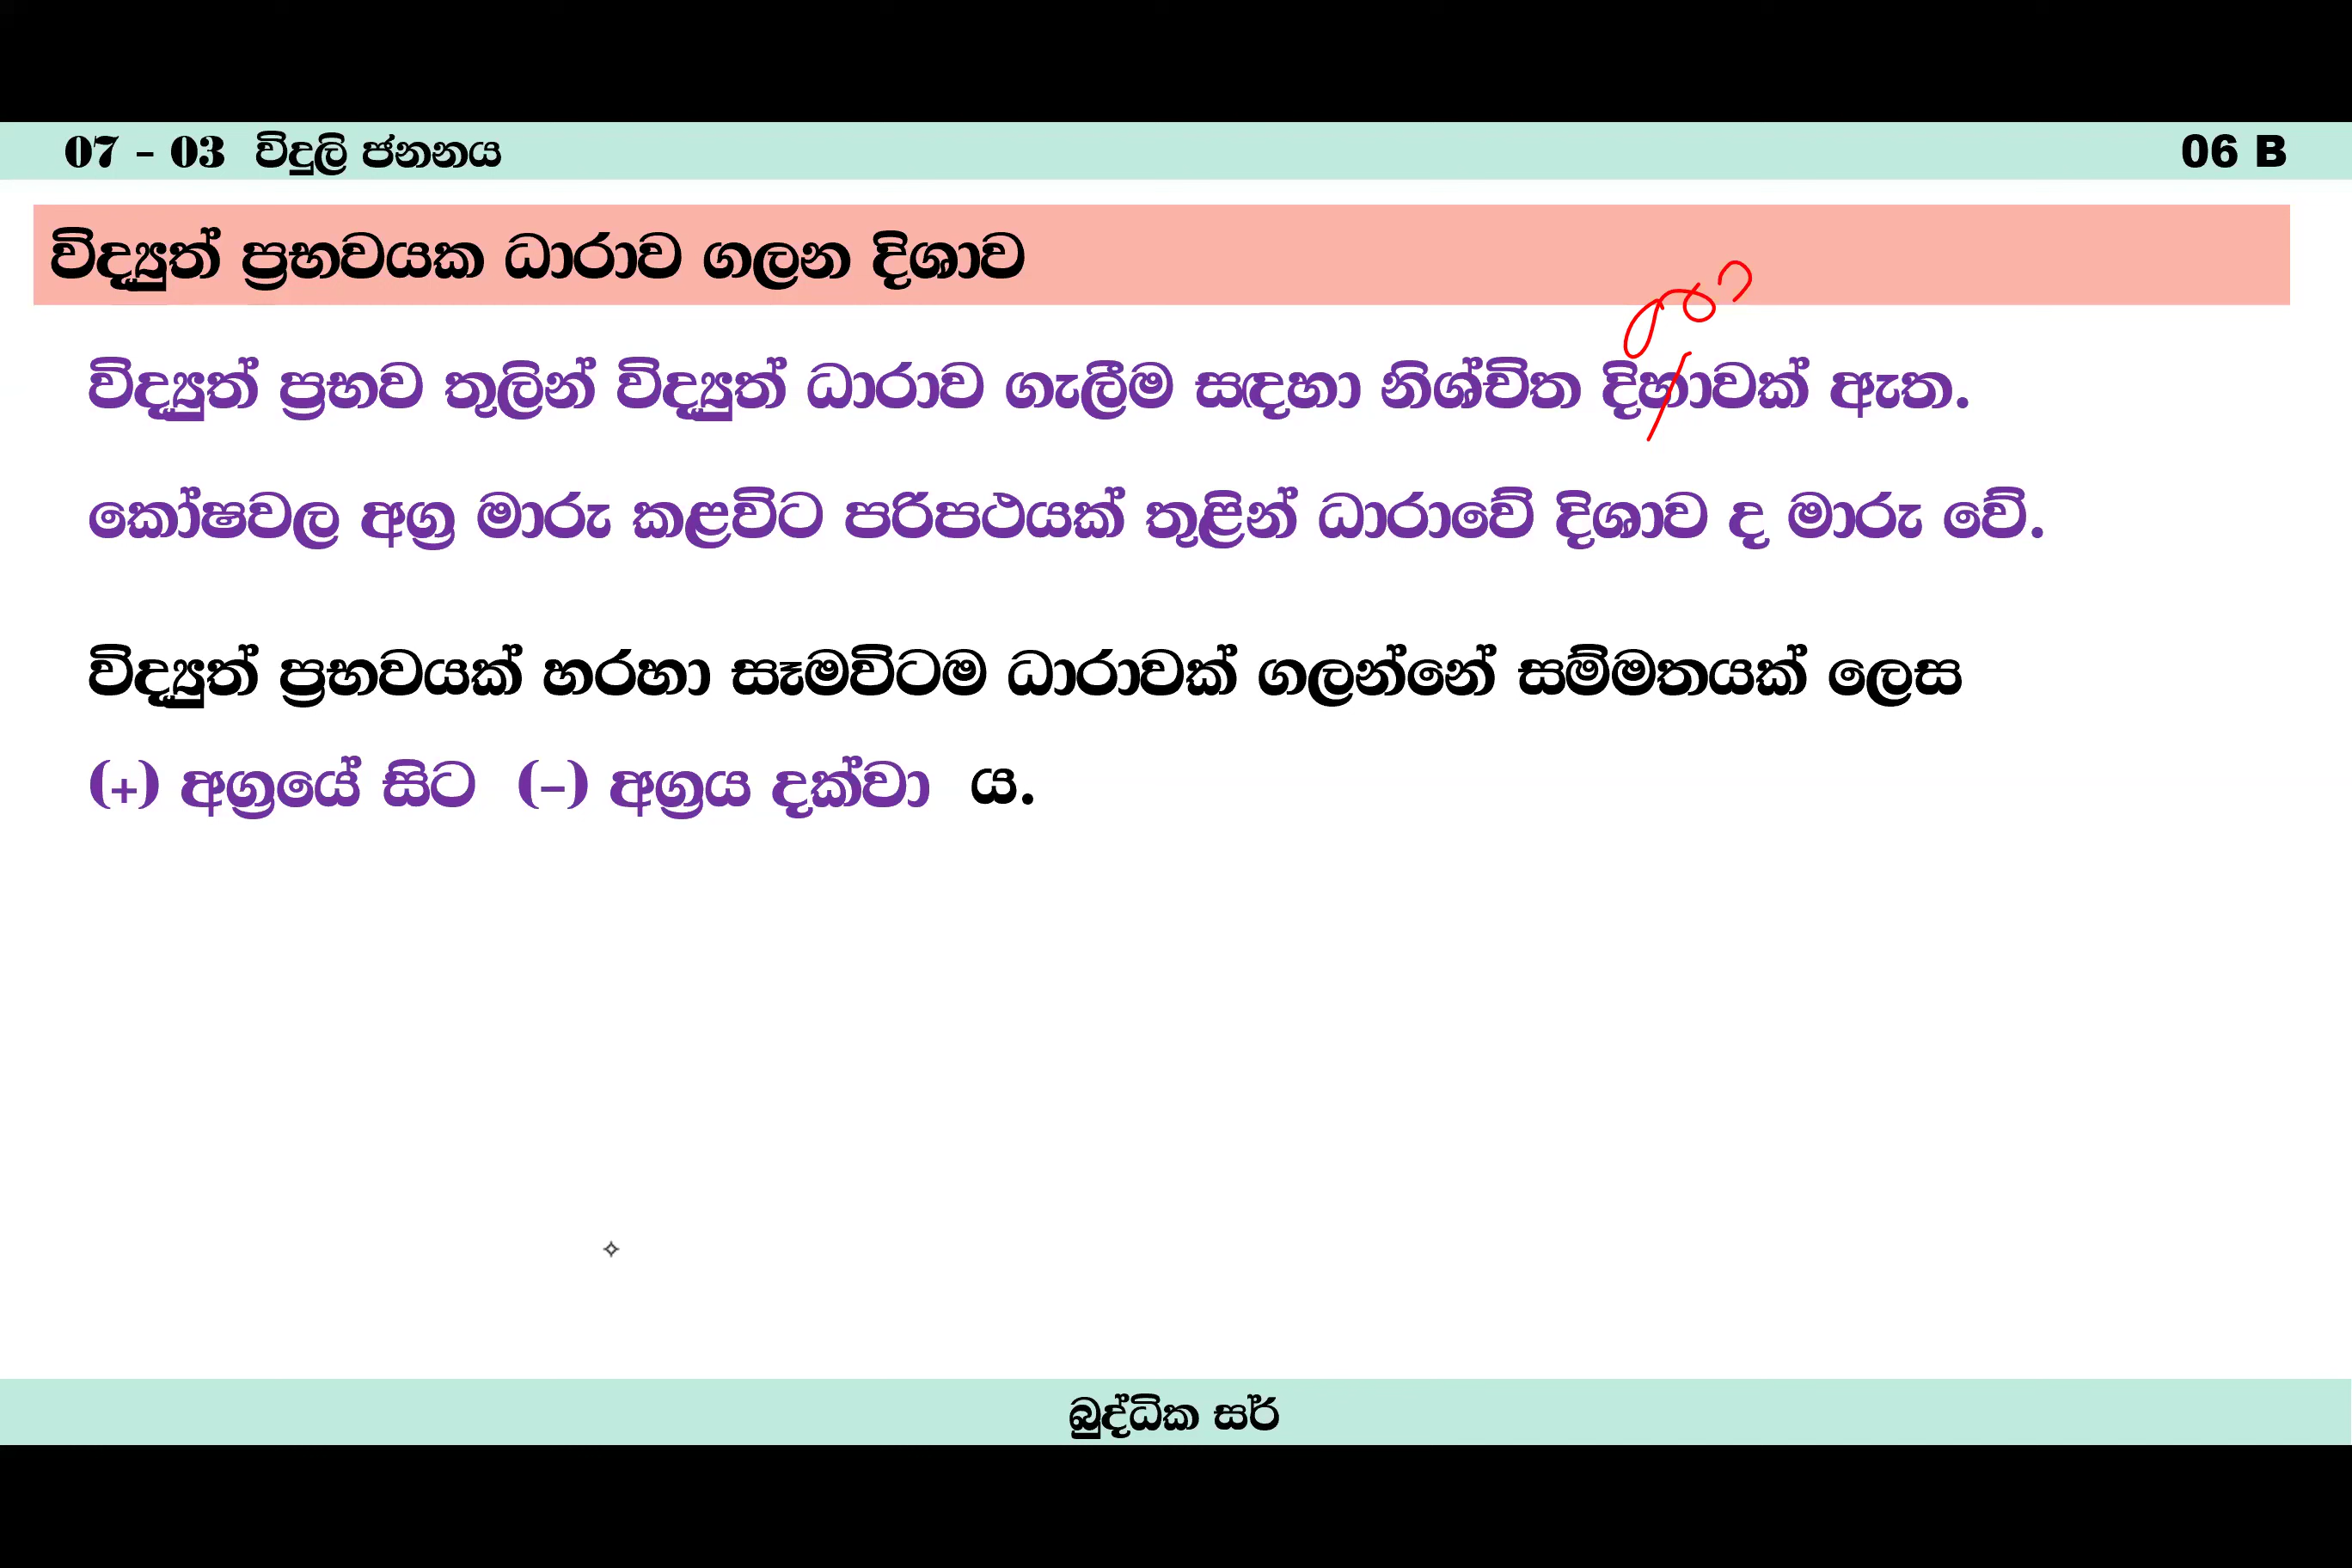 07 - 03 විදුලි ජනනය
06 B
විද්‍යුත් ප්‍රභවයක ධාරාව ගලන දිශාව
ශා
විද්‍යුත් ප්‍රභව තුලින් විද්‍යුත් ධාරාව ගැලීම සඳහා නිශ්චිත දිහාවක් ඇත.
කෝෂවල අග්‍ර මාරු කළවිට පරිපථයක් තුළින් ධාරාවේ දිශාව ද මාරු වේ.
විද්‍යුත් ප්‍රභවයක් හරහා සෑමවිටම ධාරාවක් ගලන්නේ සම්මතයක් ලෙස
(+) අග්‍රයේ සිට (-) අග්‍රය දක්වා ය.
බුද්ධික සර්